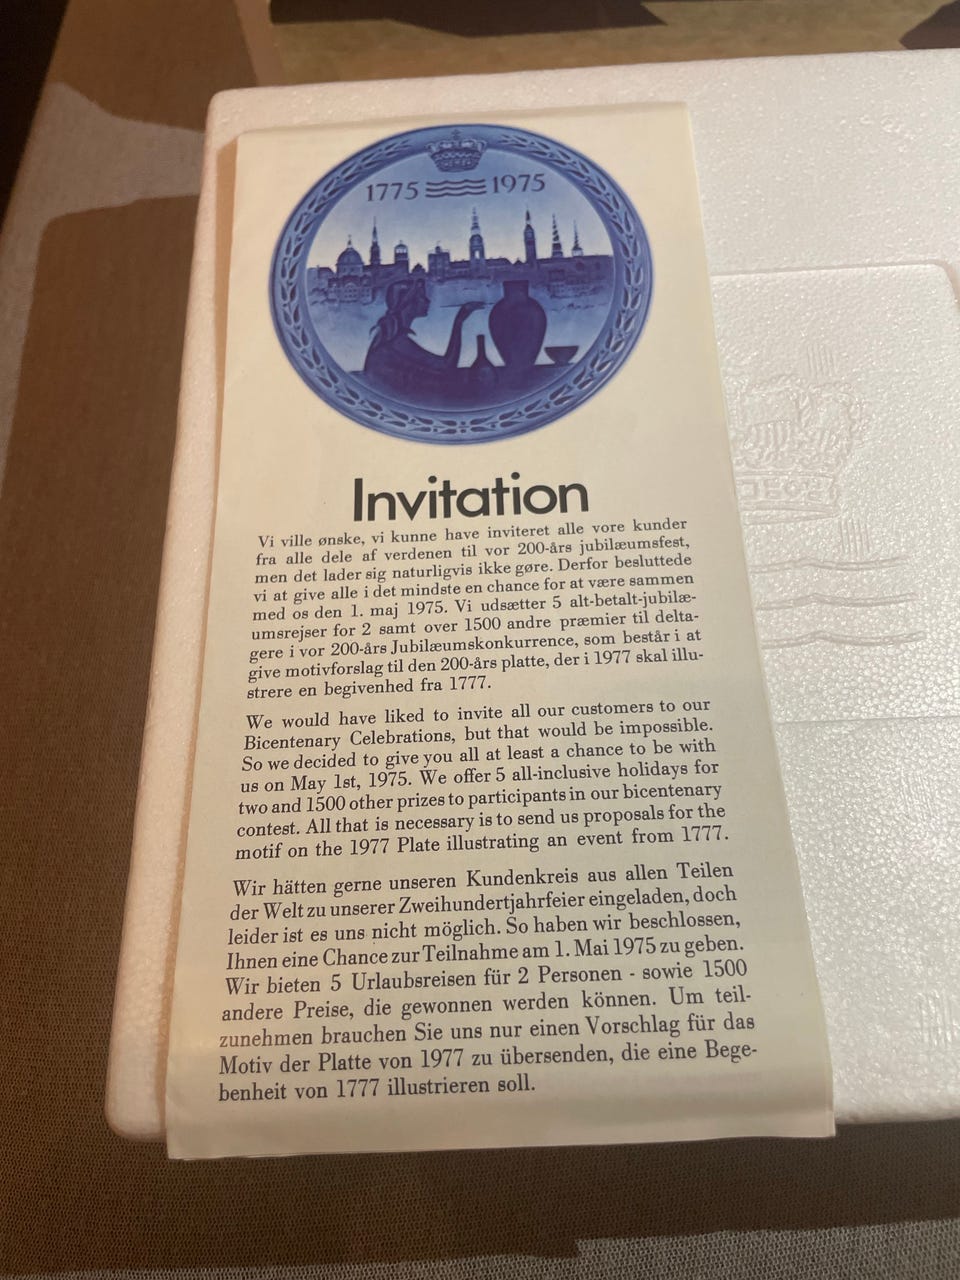 1775 1975
Invitation
Vi ville ønske, vi kunne have inviteret alle vore kunder
fra alle dele af verdenen til vor 200-års jubilæumsfest,
men det lader sig naturligvis ikke gøre. Derfor besluttede
vi at give alle i det mindste en chance for at være sammen
med os den 1. maj 1975. Vi udsætter 5 alt-betalt-jubilæ-
umsrejser for 2 samt over 1500 andre præmier til delta-
gere i vor 200-års Jubilæumskonkurrence, som består i at
give motivforslag til den 200-års platte, der i 1977 skal illu-
strere en begivenhed fra 1777.
We would have liked to invite all our customers to our
Bicentenary Celebrations, but that would be impossible.
So we decided to give you all at least a chance to be with
us on May 1st, 1975. We offer 5 all-inclusive holidays for
two and 1500 other prizes to participants in our bicentenary
contest. All that is necessary is to send us proposals for the
motif on the 1977 Plate illustrating an event from 1777.
Wir hätten gerne unseren Kundenkreis aus allen Teilen
der Welt zu unserer Zweihundertjahrfeier eingeladen, doch
leider ist es uns nicht möglich. So haben wir beschlossen,
Ihnen eine Chance zur Teilnahme am 1. Mai 1975 zu geben.
Wir bieten 5 Urlaubsreisen für 2 Personen - sowie 1500
andere Preise, die gewonnen werden können. Um teil-
zunehmen brauchen Sie uns nur einen Vorschlag für das
Motiv der Platte von 1977 zu übersenden, die eine Bege-
benheit von 1777 illustrieren soll.